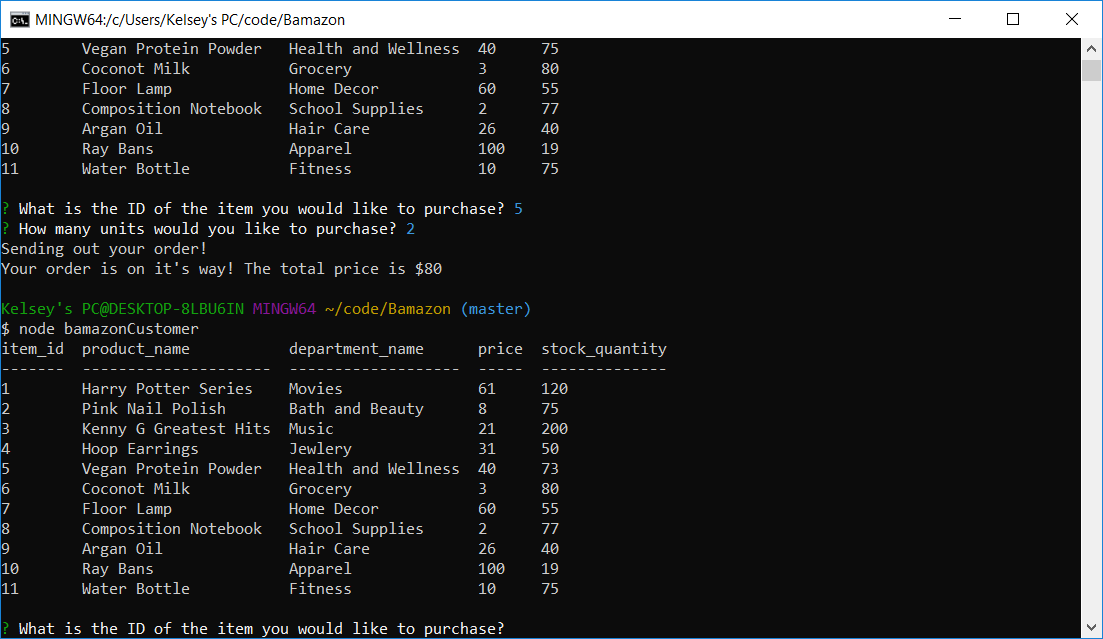 MINGW64:/c/Users/Kelsey's PC/code/Bamazon
5        Vegan Protein Powder   Health and Wellness  40     75
6        Coconot Milk           Grocery              3      80
7        Floor Lamp             Home Decor           60     55
8        Composition Notebook   School Supplies      2      77
9        Argan Oil              Hair Care            26     40
10       Ray Bans               Apparel              100    19
11       Water Bottle           Fitness              10     75
? What is the ID of the item you would like to purchase? 5
? How many units would you like to purchase? 2
Sending out your order!
Your order is on it's way! The total price is $80
Kelsey's PC@DESKTOP-8LBU6IN MINGW64 ~/code/Bamazon (master)
$ node bamazonCustomer
item_id  product_name           department_name      price  stock_quantity
-------  ---------------------  -------------------  -----  --------------
1        Harry Potter Series    Movies               61     120
2        Pink Nail Polish       Bath and Beauty      8      75
3        Kenny G Greatest Hits  Music                21     200
4        Hoop Earrings          Jewlery              31     50
5        Vegan Protein Powder   Health and Wellness  40     73
6        Coconot Milk           Grocery              3      80
7        Floor Lamp             Home Decor           60     55
8        Composition Notebook   School Supplies      2      77
9        Argan Oil              Hair Care            26     40
10       Ray Bans               Apparel              100    19
11       Water Bottle           Fitness              10     75
? What is the ID of the item you would like to purchase?